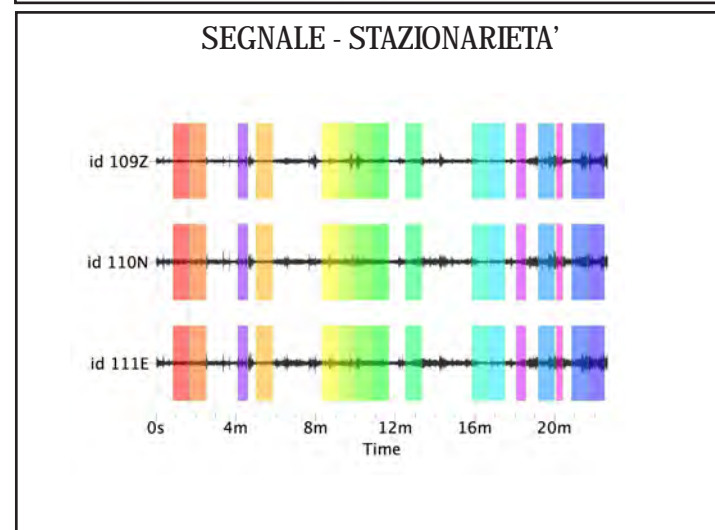 SEGNALE - STAZIONARIETA'
id 109Z
id 110N
id 111E
0s 4m 8m 12m 16m 20m
Time